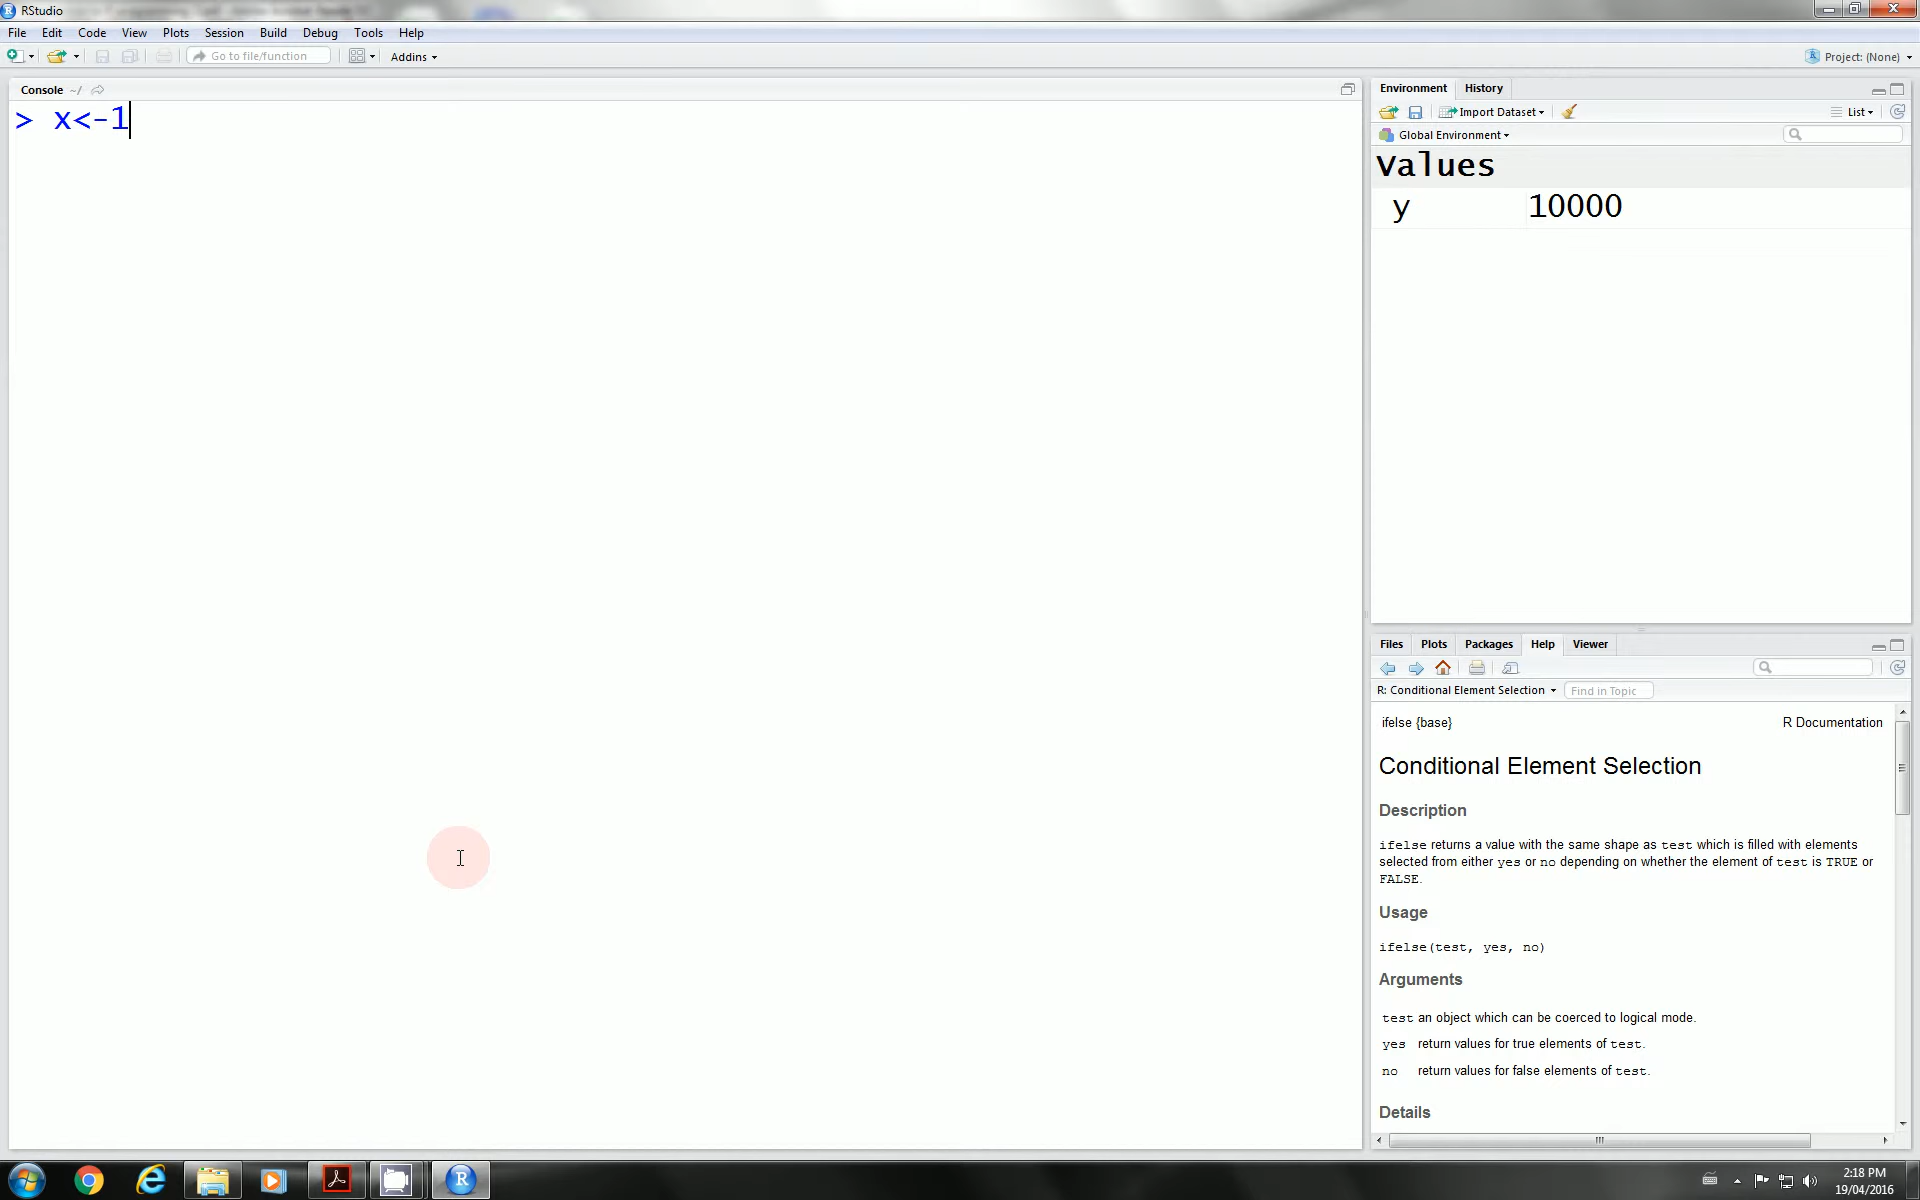 RStudio
File Edit Code View Plots Session Build Debug Tools Help
Go to file/function Addins Project: (None)
Console ~/
> x<-1
Environment History
Import Dataset List
Global Environment
Values
y 10000
Files Plots Packages Help Viewer
R: Conditional Element Selection Find in Topic
ifelse {base} R Documentation
Conditional Element Selection
Description
ifelse returns a value with the same shape as test which is filled with elements
selected from either yes or no depending on whether the element of test is TRUE or
FALSE.
Usage
ifelse(test, yes, no)
Arguments
test an object which can be coerced to logical mode.
yes return values for true elements of test.
no return values for false elements of test.
Details
2:18 PM
19/04/2016